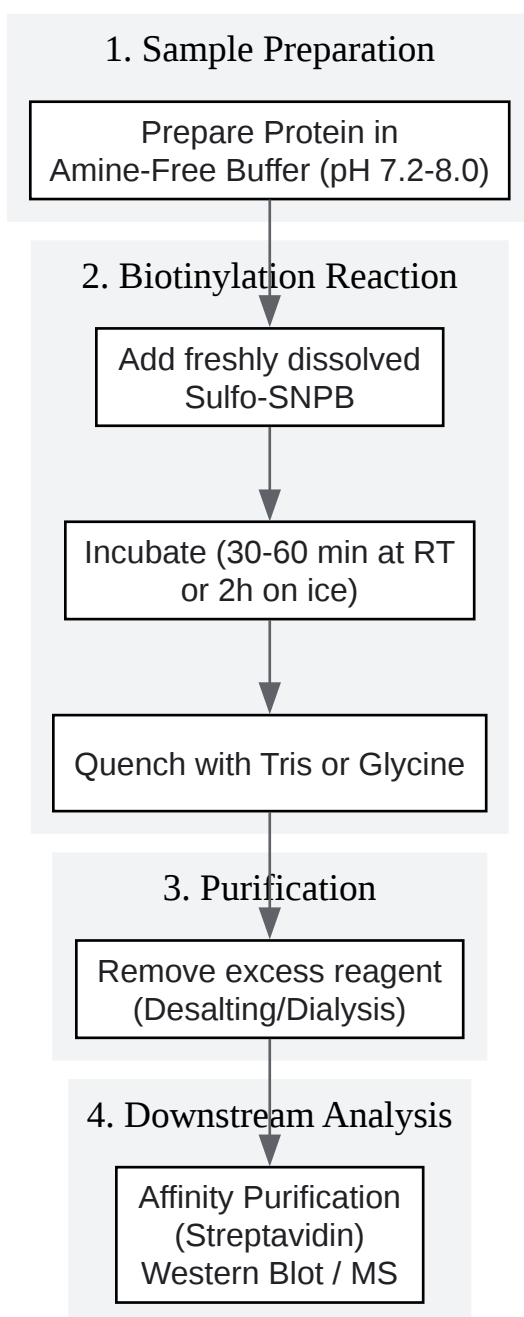 1. Sample Preparation
Prepare Protein in
Amine-Free Buffer (pH 7.2-8.0)
2. Biotinylation Reaction
Add freshly dissolved
Sulfo-SNPB
Incubate (30-60 min at RT
or 2h on ice)
Quench with Tris or Glycine
3. Purification
Remove excess reagent
(Desalting/Dialysis)
4. Downstream Analysis
Affinity Purification
(Streptavidin)
Western Blot / MS